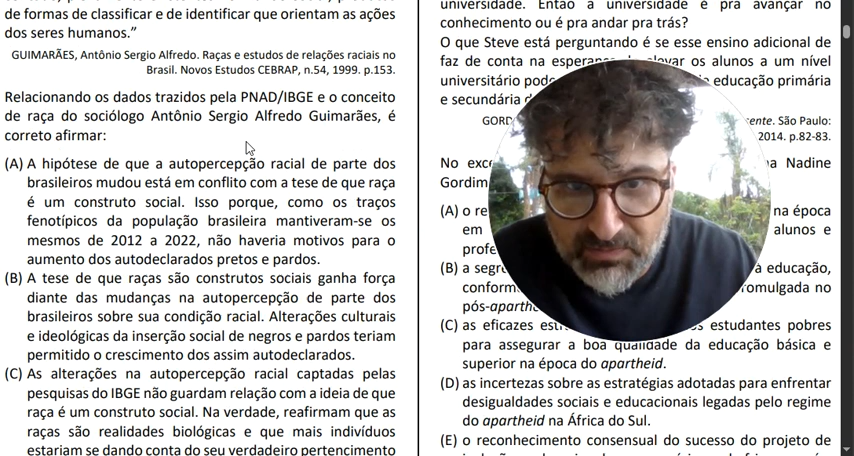 de formas de classificar e de identificar que orientam as ações
dos seres humanos.”
GUIMARÃES, Antônio Sergio Alfredo. Raças e estudos de relações raciais no
Brasil. Novos Estudos CEBRAP, n.54, 1999. p.153.
Relacionando os dados trazidos pela PNAD/IBGE e o conceito
de raça do sociólogo Antônio Sergio Alfredo Guimarães, é
correto afirmar:
(A) A hipótese de que a autopercepção racial de parte dos
brasileiros mudou está em conflito com a tese de que raça
é um construto social. Isso porque, como os traços
fenotípicos da população brasileira mantiveram-se os
mesmos de 2012 a 2022, não haveria motivos para o
aumento dos autodeclarados pretos e pardos.
(B) A tese de que raças são construtos sociais ganha força
diante das mudanças na autopercepção de parte dos
brasileiros sobre sua condição racial. Alterações culturais
e ideológicas da inserção social de negros e pardos teriam
permitido o crescimento dos assim autodeclarados.
(C) As alterações na autopercepção racial captadas pelas
pesquisas do IBGE não guardam relação com a ideia de que
raça é um construto social. Na verdade, reafirmam que as
raças são realidades biológicas e que mais indivíduos
estariam se dando conta do seu verdadeiro pertencimento
universidade. Então a universidade é pra avançar no
conhecimento ou é pra andar pra trás?
O que Steve está perguntando é se esse ensino adicional de
faz de conta na esperança de elevar os alunos a um nível
universitário educação primária
e secundária
São Paulo:
2014. p.82-83.
No Nadine
(A) o na época
em alunos e
(B) a à educação,
no
pós-
(C) as estudantes pobres
para assegurar a boa qualidade da educação básica e
superior na época do apartheid.
(D) as incertezas sobre as estratégias adotadas para enfrentar
desigualdades sociais e educacionais legadas pelo regime
do apartheid na África do Sul.
(E) o reconhecimento consensual do sucesso do projeto de